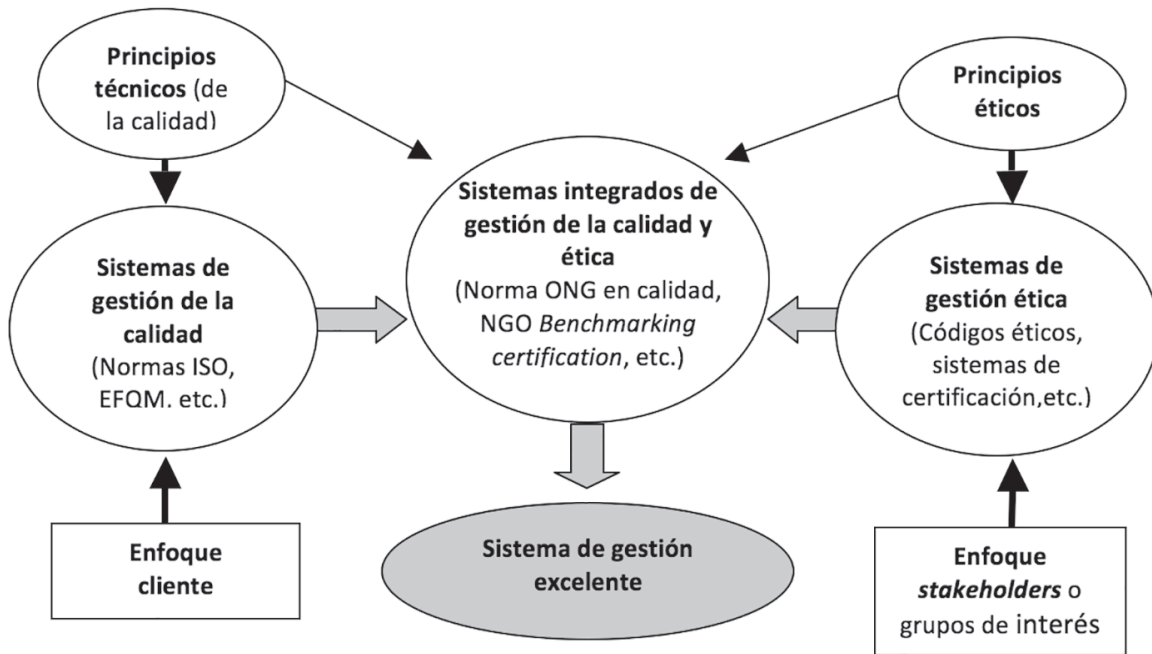 Principios
técnicos (de
la calidad)
Principios
éticos
Sistemas integrados de
gestión de la calidad y
ética
(Norma ONG en calidad,
NGO Benchmarking
certification, etc.)
Sistemas de
gestión de la
calidad
(Normas ISO,
EFQM. etc.)
Sistemas de
gestión ética
(Códigos éticos,
sistemas de
certificación,etc.)
Enfoque
cliente
Sistema de gestión
excelente
Enfoque
stakeholders o
grupos de interés